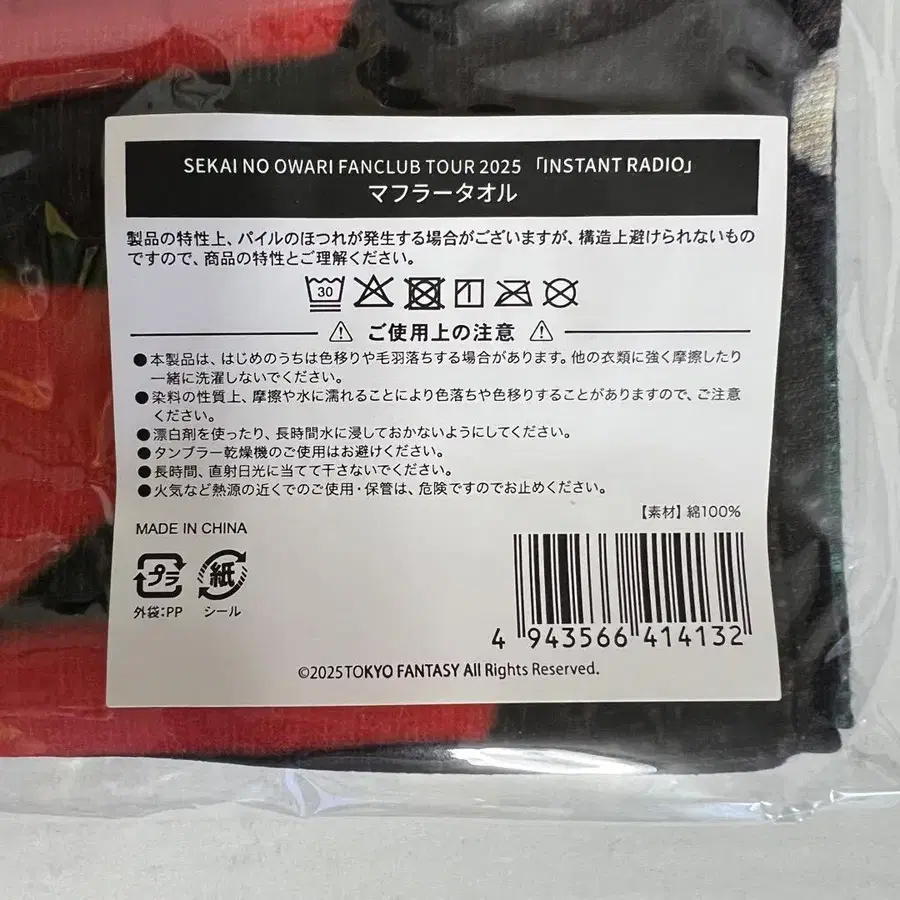 SEKAI NO OWARI FANCLUB TOUR 2025 「INSTANT RADIO」
マフラータオル
製品の特性上、パイルのほつれが発生する場合がございますが、構造上避けられないもの
ですので、商品の特性とご理解ください。
30
ご使用上の注意
●本製品は、はじめのうちは色移りや毛羽落ちする場合があります。他の衣類に強く摩擦したり
一緒に洗濯しないでください。
●染料の性質上、摩擦や水に濡れることにより色落ちや色移りすることがありますので、ご注意
ください。
●漂白剤を使ったり、長時間水に浸しておかないようにしてください。
●タンブラー乾燥機のご使用はお避けください。
●長時間、直射日光に当てて干さないでください。
●火気など熱源の近くでのご使用・保管は、危険ですのでお止めください。
【素材】綿100%
MADE IN CHINA
プラ 紙
外袋:PP シール
4 943566 414132
©2025TOKYO FANTASY All Rights Reserved.